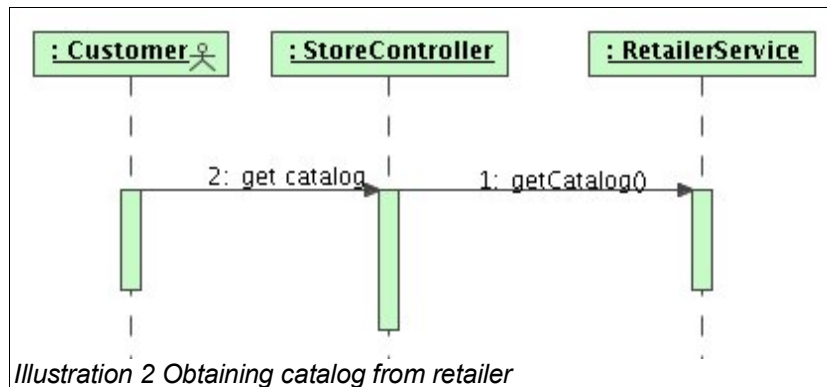 : Customer
: StoreController
: RetailerService
2: get catalog
1: getCatalog()
Illustration 2 Obtaining catalog from retailer